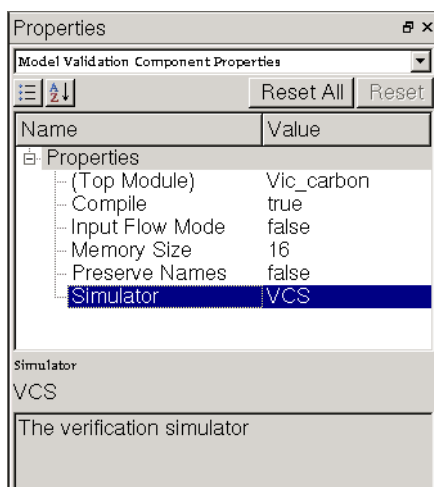 Properties
Model Validation Component Properties
Reset All Reset
Name Value
Properties
(Top Module) Vic_carbon
Compile true
Input Flow Mode false
Memory Size 16
Preserve Names false
Simulator VCS
Simulator
VCS
The verification simulator